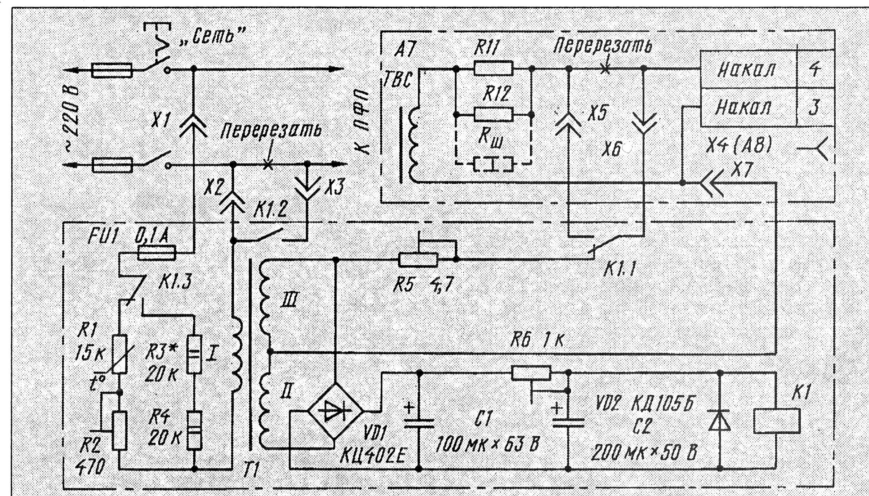 „Сеть"
~220 В
X1
Перерезать
X2
X3
К ПФП
A7
ТВС
R11
Перерезать
R12
Rш
X5
X6
Накал 4
Накал 3
X4 (A8)
X7
FU1 0,1 А
K1.2
K1.3
K1.1
R5 4,7
III
R1
15 к
t°
R3* I
20 к
R6 1 к
II
R4
20 к
R2
470
T1
VD1
КЦ402Е
+
C1
100 мк × 63 В
+
VD2 КД105Б
C2
200 мк × 50 В
K1